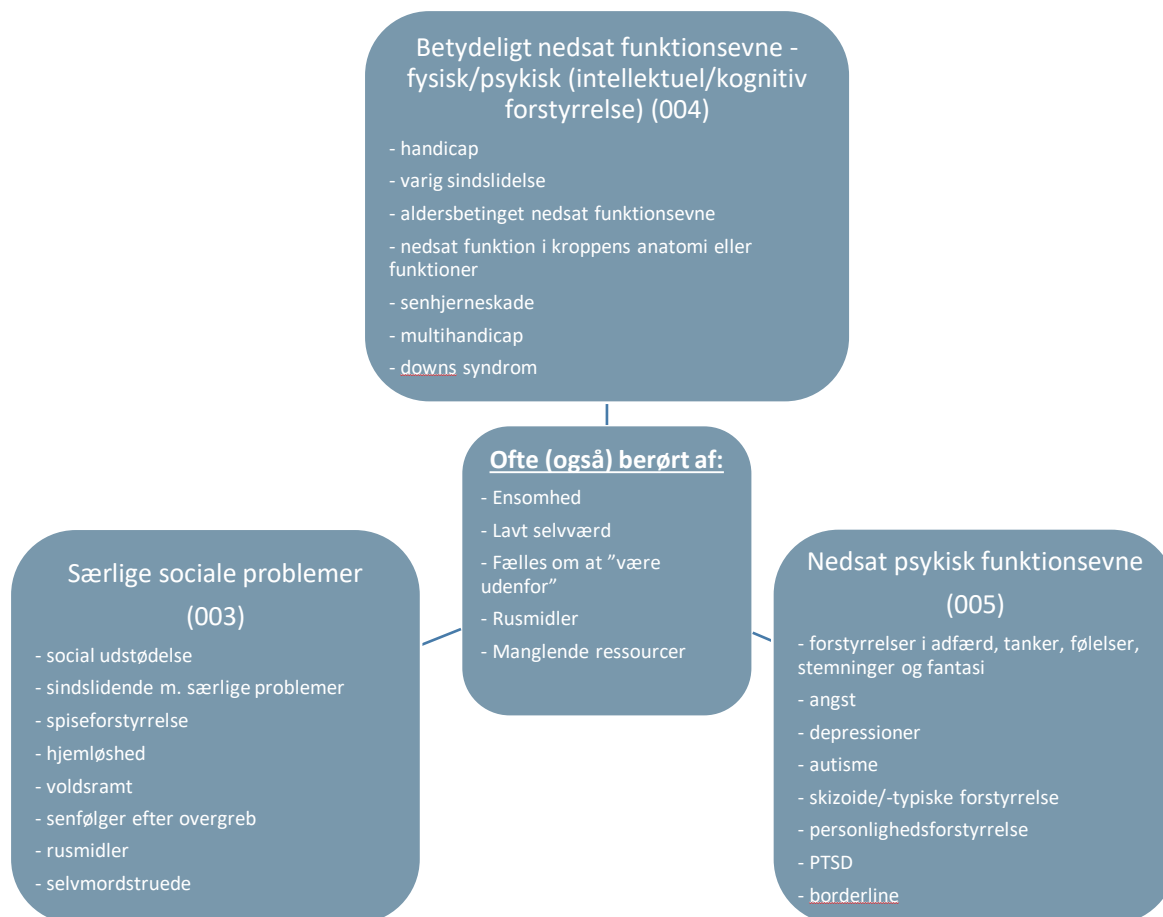 Betydeligt nedsat funktionsevne -
fysisk/psykisk (intellektuel/kognitiv
forstyrrelse) (004)
- handicap
- varig sindslidelse
- aldersbetinget nedsat funktionsevne
- nedsat funktion i kroppens anatomi eller
funktioner
- senhjerneskade
- multihandicap
- downs syndrom
Ofte (også) berørt af:
- Ensomhed
- Lavt selvværd
- Fælles om at ”være
udenfor”
- Rusmidler
- Manglende ressourcer
Særlige sociale problemer
(003)
- social udstødelse
- sindslidende m. særlige problemer
- spiseforstyrrelse
- hjemløshed
- voldsramt
- senfølger efter overgreb
- rusmidler
- selvmordstruede
Nedsat psykisk funktionsevne
(005)
- forstyrrelser i adfærd, tanker, følelser,
stemninger og fantasi
- angst
- depressioner
- autisme
- skizoide/-typiske forstyrrelse
- personlighedsforstyrrelse
- PTSD
- borderline